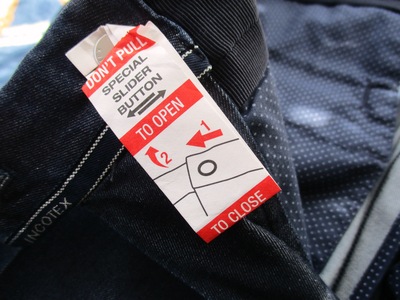 DON'T PULL
SPECIAL
SLIDER
BUTTON
TO OPEN
1
2
TO CLOSE
INCOTEX